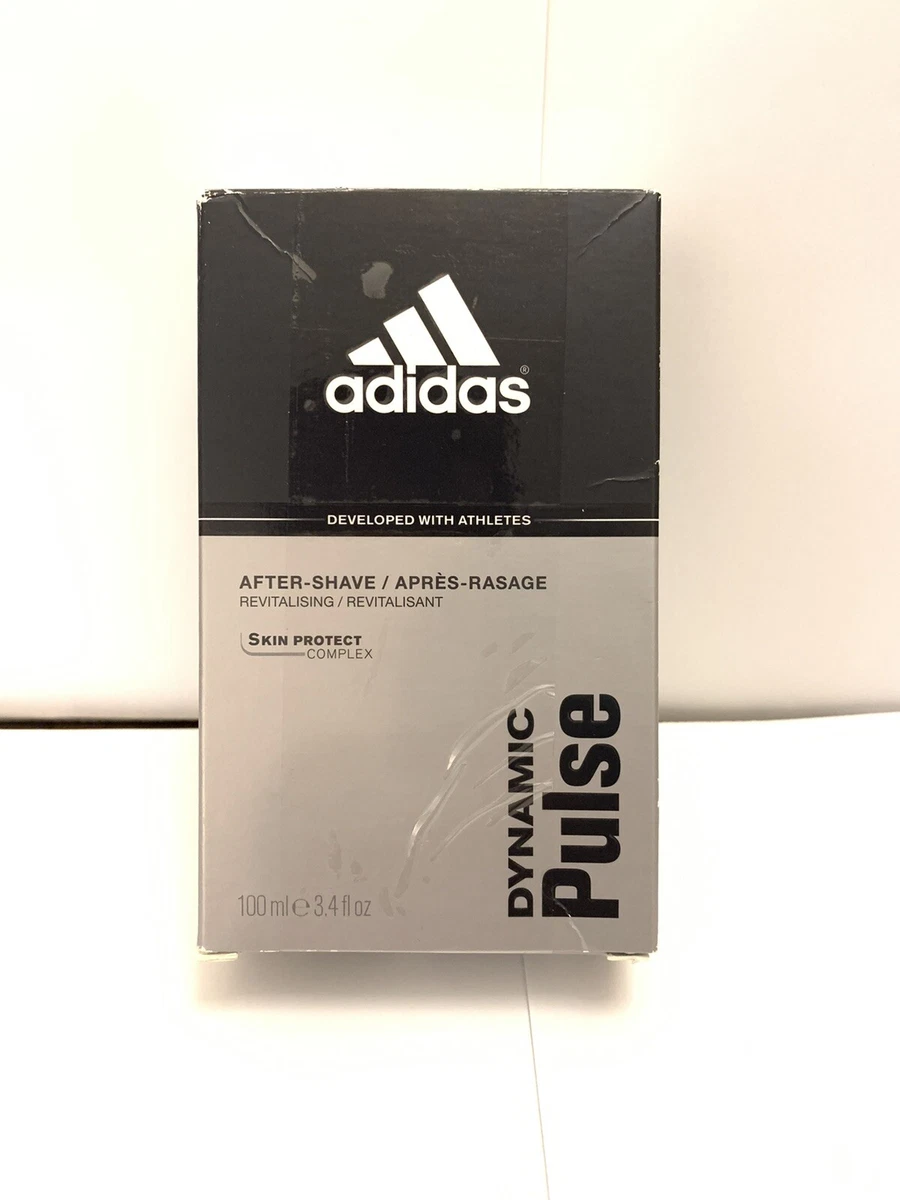 adidas®
DEVELOPED WITH ATHLETES
AFTER-SHAVE / APRÈS-RASAGE
REVITALISING / REVITALISANT
SKIN PROTECT
COMPLEX
DYNAMIC
Pulse
100 ml ℮ 3.4 fl oz